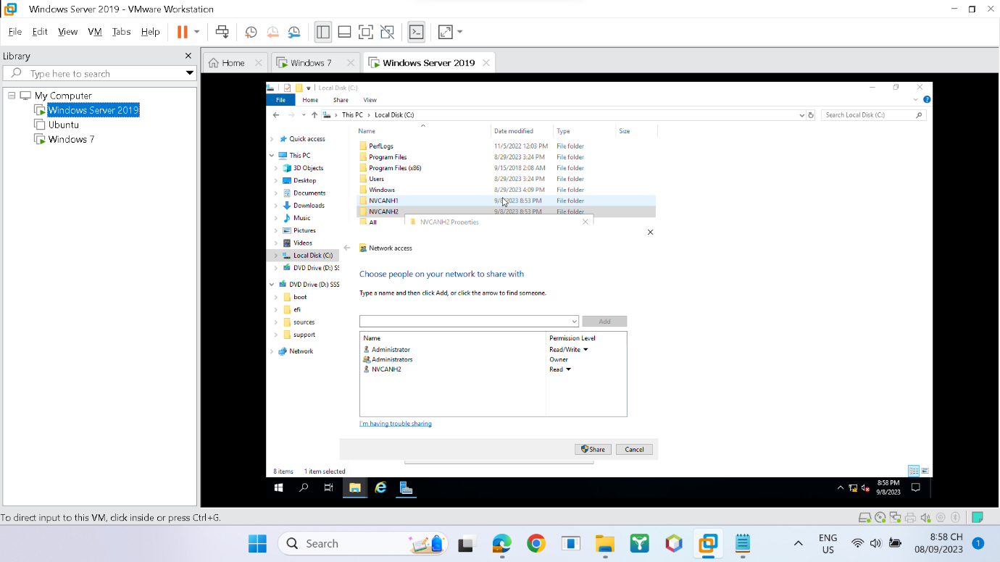 Windows Server 2019 - VMware Workstation
File Edit View VM Tabs Help
Library
Type here to search
My Computer
Windows Server 2019
Ubuntu
Windows 7
Home
Windows 7
Windows Server 2019
Local Disk (C:)
File Home Share View
This PC Local Disk (C:)
Search Local Disk (C:)
Quick access
This PC
3D Objects
Desktop
Documents
Downloads
Music
Pictures
Videos
Local Disk (C:)
DVD Drive (D:) SS
DVD Drive (D:) SSS
boot
efi
sources
support
Network
Name Date modified Type Size
PerfLogs 11/5/2022 12:03 PM File folder
Program Files 8/29/2023 3:24 PM File folder
Program Files (x86) 9/15/2018 2:08 AM File folder
Users 8/29/2023 3:24 PM File folder
Windows 8/29/2023 4:09 PM File folder
NVCANH1 9/8/2023 8:53 PM File folder
NVCANH2 9/8/2023 8:53 PM File folder
All
NVCANH2 Properties
Network access
Choose people on your network to share with
Type a name and then click Add, or click the arrow to find someone.
Add
Name Permission Level
Administrator Read/Write
Administrators Owner
NVCANH2 Read
I'm having trouble sharing
Share Cancel
8 items 1 item selected
8:58 PM
9/8/2023
To direct input to this VM, click inside or press Ctrl+G.
Search
ENG
US
8:58 CH
08/09/2023
1